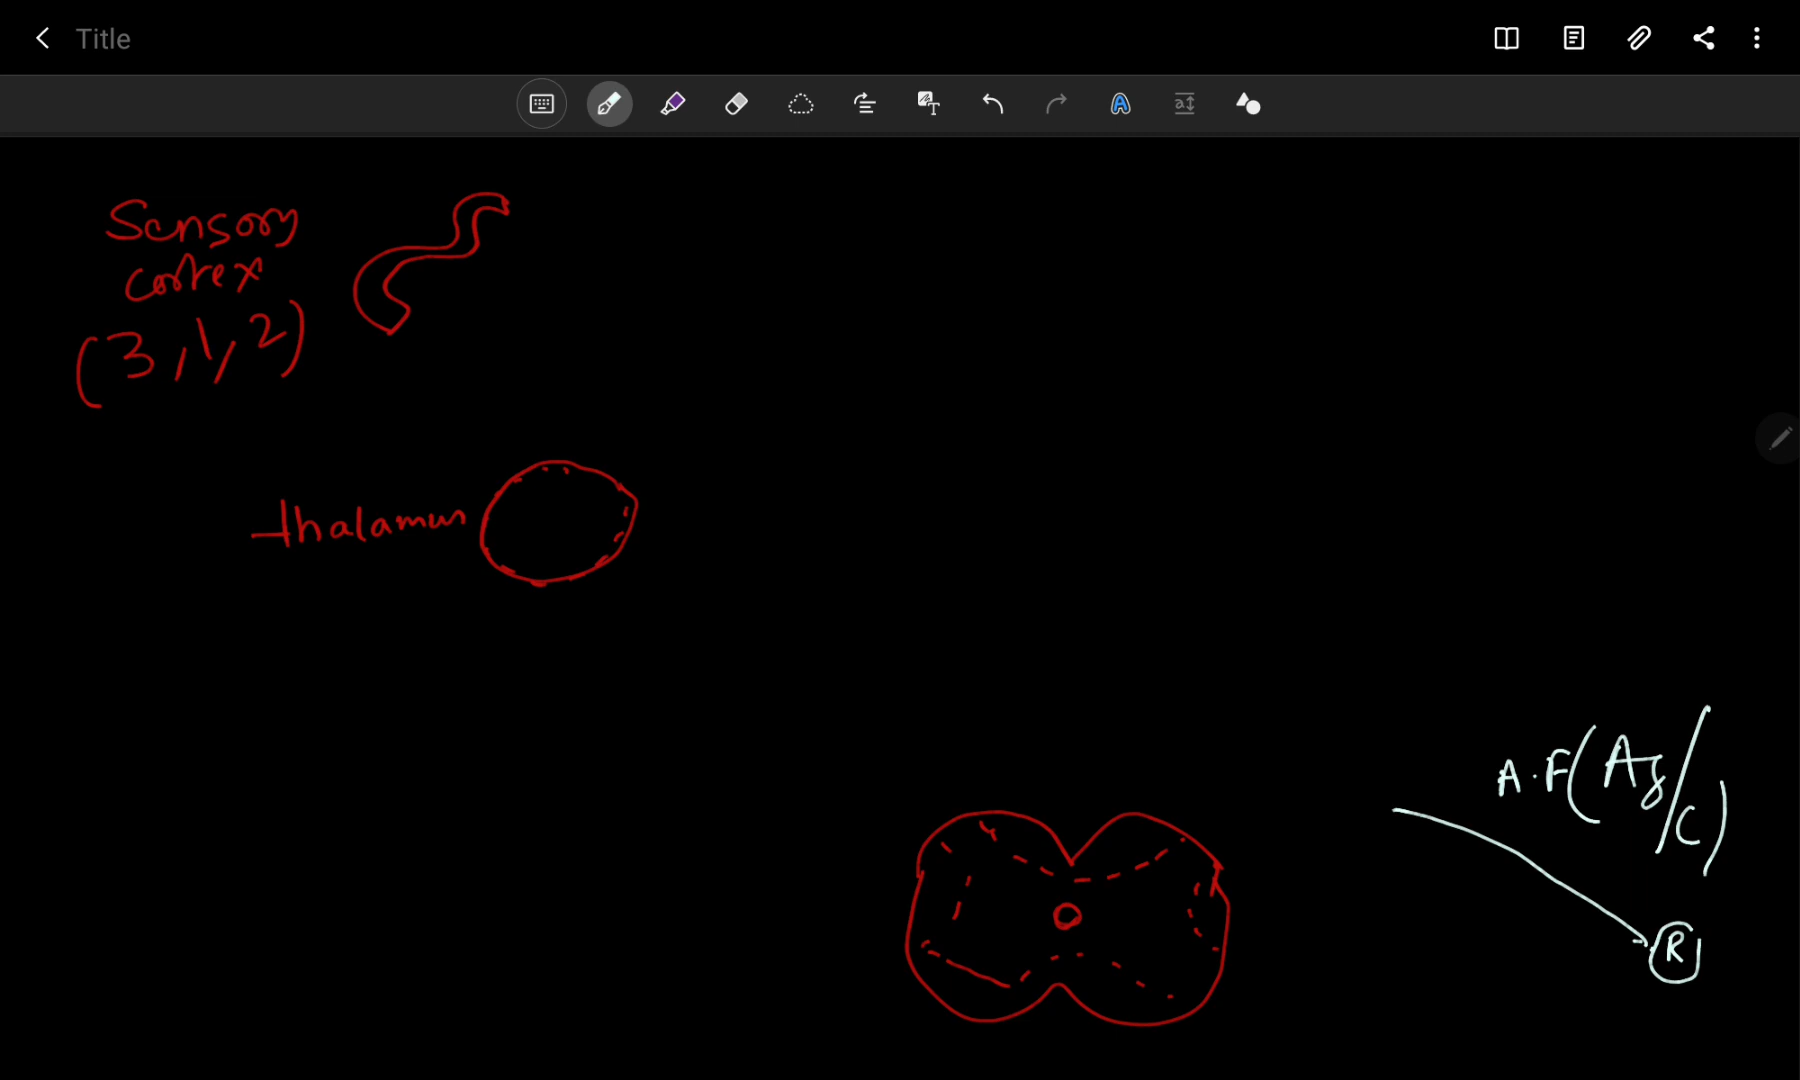 Title
Sensory
cortex
(3,1,2)
thalamus
A.F(Aδ/C)
R